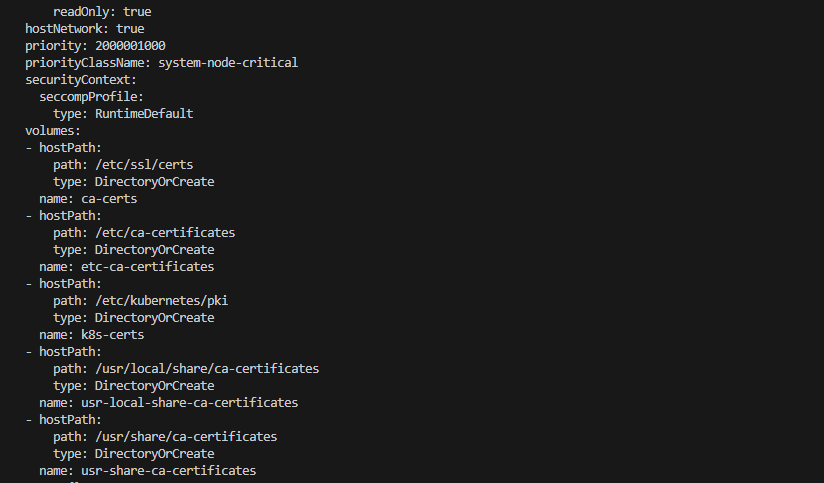 readOnly: true
hostNetwork: true
priority: 2000001000
priorityClassName: system-node-critical
securityContext:
seccompProfile:
type: RuntimeDefault
volumes:
- hostPath:
path: /etc/ssl/certs
type: DirectoryOrCreate
name: ca-certs
- hostPath:
path: /etc/ca-certificates
type: DirectoryOrCreate
name: etc-ca-certificates
- hostPath:
path: /etc/kubernetes/pki
type: DirectoryOrCreate
name: k8s-certs
- hostPath:
path: /usr/local/share/ca-certificates
type: DirectoryOrCreate
name: usr-local-share-ca-certificates
- hostPath:
path: /usr/share/ca-certificates
type: DirectoryOrCreate
name: usr-share-ca-certificates